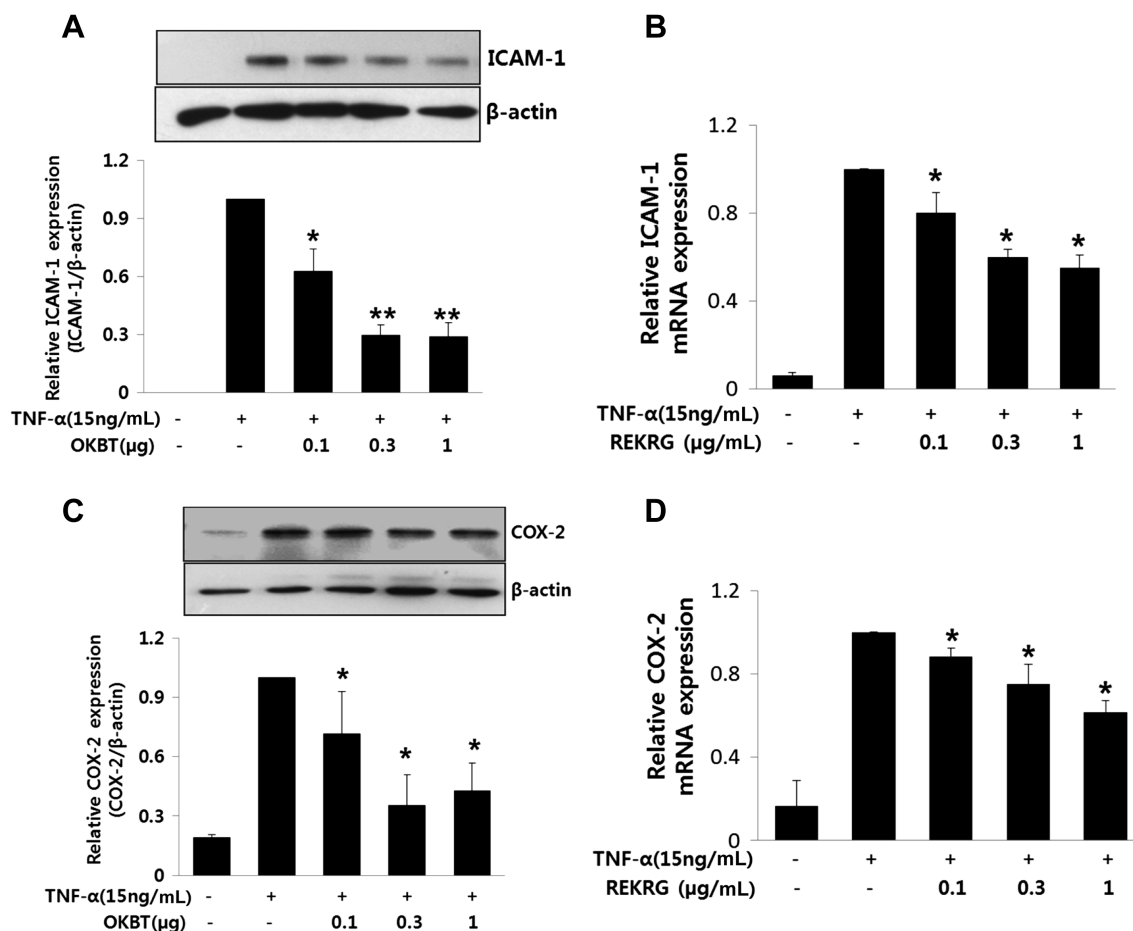 A
ICAM-1
β-actin
Relative ICAM-1 expression
(ICAM-1/β-actin)
1.2
0.9
0.6
0.3
0
*
**
**
TNF-α(15ng/mL) - + + + +
OKBT(μg) - - 0.1 0.3 1
B
Relative ICAM-1
mRNA expression
1.2
0.8
0.4
0
*
*
*
TNF-α(15ng/mL) - + + + +
REKRG (μg/mL) - - 0.1 0.3 1
C
COX-2
β-actin
Relative COX-2 expression
(COX-2/β-actin)
1.2
0.9
0.6
0.3
0
*
*
*
TNF-α(15ng/mL) - + + + +
OKBT(μg) - - 0.1 0.3 1
D
Relative COX-2
mRNA expression
1.2
0.8
0.4
0
*
*
*
TNF-α(15ng/mL) - + + + +
REKRG (μg/mL) - - 0.1 0.3 1